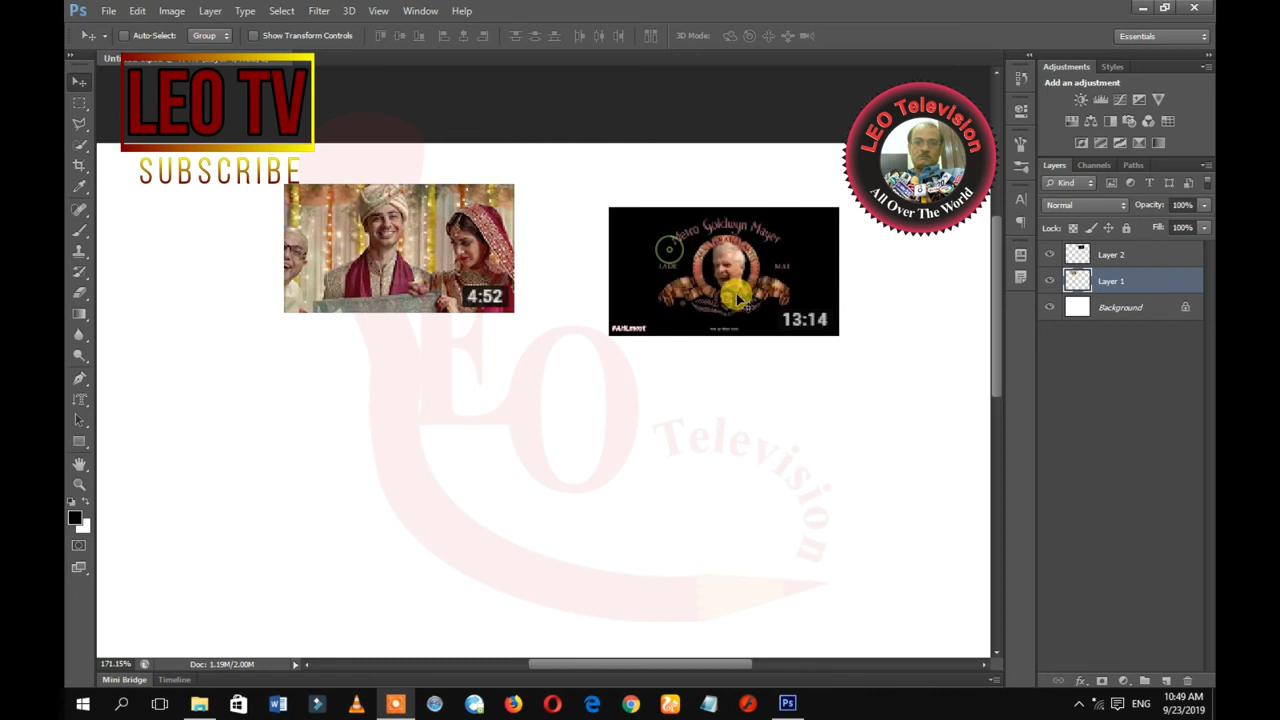 Ps File Edit Image Layer Type Select Filter 3D View Window Help
Auto-Select: Group Show Transform Controls 3D Mode: Essentials
LEO TV
SUBSCRIBE
LEO Television
All Over The World
4:52
Metro Goldwyn Mayer
13:14
LEO Television
Adjustments Styles
Add an adjustment
Layers Channels Paths
Kind
Normal Opacity: 100%
Lock: Fill: 100%
Layer 2
Layer 1
Background
171.15% Doc: 1.19M/2.00M
Mini Bridge Timeline
ENG
10:49 AM
9/23/2019